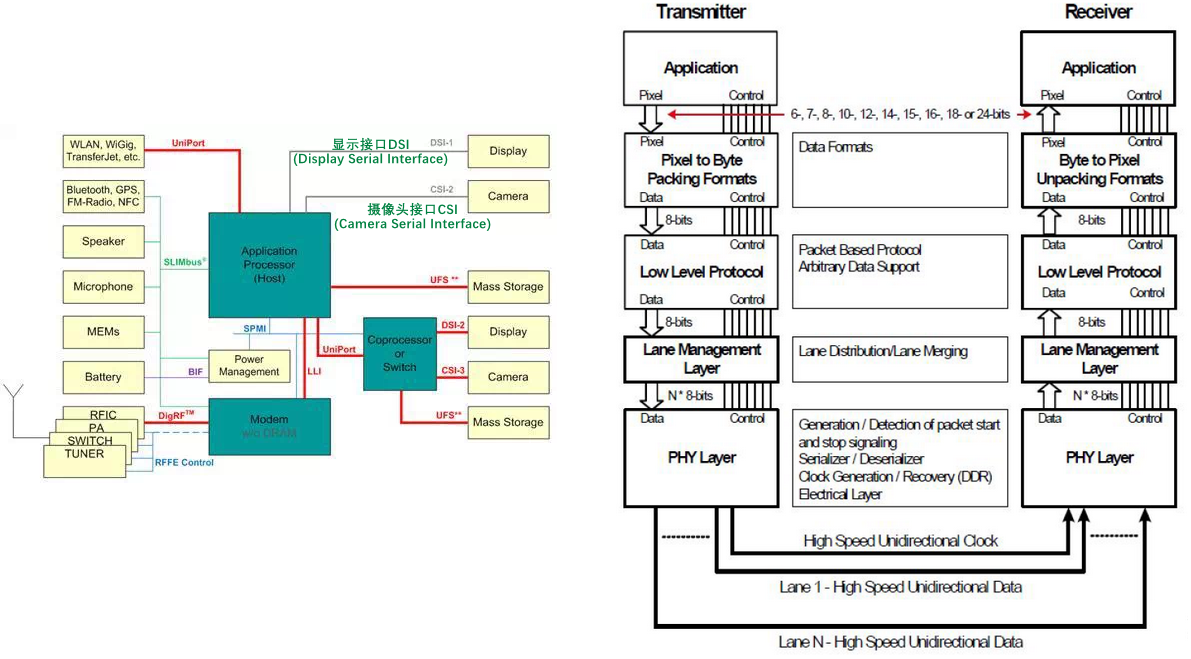 WLAN, WiGig,
TransferJet, etc.
UniPort
显示接口DSI
(Display Serial Interface)
DSI-1
Display
Bluetooth, GPS,
FM-Radio, NFC
CSI-2
Camera
摄像头接口CSI
(Camera Serial Interface)
Speaker
SLIMbus®
Application
Processor
(Host)
Microphone
UFS **
Mass Storage
MEMs
SPMI
Coprocessor
or
Switch
DSI-2
Display
UniPort
Power
Management
Battery
BIF
LLI
CSI-3
Camera
RFIC
PA
SWITCH
TUNER
DigRF™
Modem
w/o DRAM
UFS**
Mass Storage
RFFE Control
Transmitter
Receiver
Application
Pixel
Control
Application
Pixel
Control
6-, 7-, 8-, 10-, 12-, 14-, 15-, 16-, 18- or 24-bits
Pixel
Control
Pixel to Byte
Packing Formats
Data
Control
Data Formats
Pixel
Control
Byte to Pixel
Unpacking Formats
Data
Control
8-bits
8-bits
Data
Control
Low Level Protocol
Data
Control
Packet Based Protocol
Arbitrary Data Support
Data
Control
Low Level Protocol
Data
Control
8-bits
8-bits
Lane Management
Layer
Lane Distribution/Lane Merging
Lane Management
Layer
N * 8-bits
N * 8-bits
Data
Control
PHY Layer
Generation / Detection of packet start
and stop signaling
Serializer / Deserializer
Clock Generation / Recovery (DDR)
Electrical Layer
Data
Control
PHY Layer
High Speed Unidirectional Clock
Lane 1 - High Speed Unidirectional Data
Lane N - High Speed Unidirectional Data